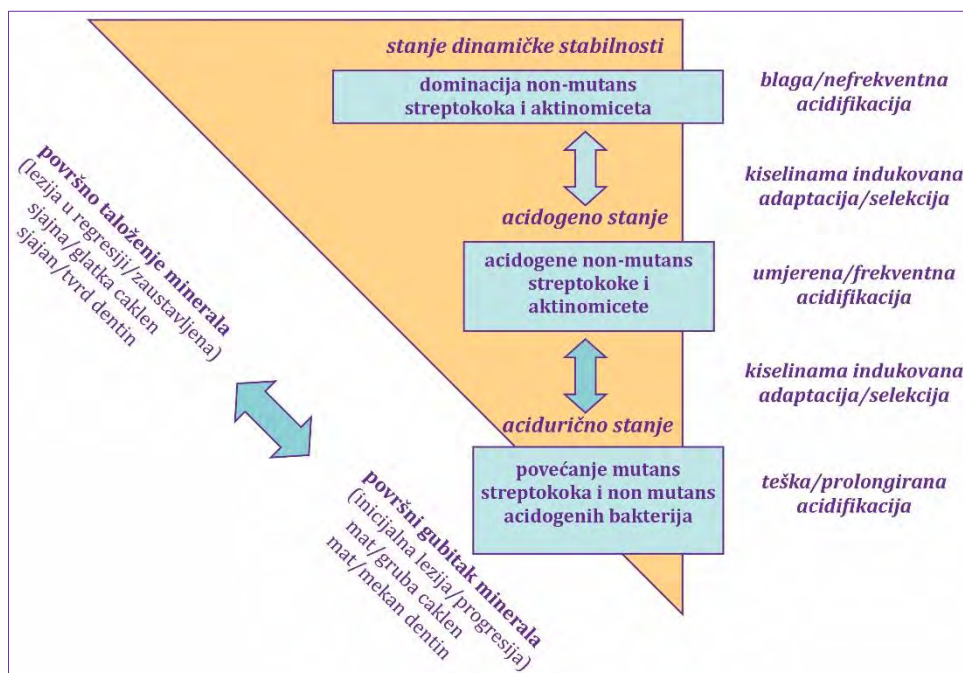 stanje dinamičke stabilnosti
dominacija non-mutans
streptokoka i aktinomiceta
blaga/nefrekventna
acidifikacija
kiselinama indukovana
adaptacija/selekcija
acidogeno stanje
acidogene non-mutans
streptokoke i
aktinomicete
umjerena/frekventna
acidifikacija
kiselinama indukovana
adaptacija/selekcija
acidurično stanje
povećanje mutans
streptokoka i non mutans
acidogenih bakterija
teška/prolongirana
acidifikacija
površno taloženje minerala
(lezija u regresiji/zaustavljena)
sjajna/glatka caklen
sjajan/tvrd dentin
površni gubitak minerala
(inicijalna lezija/progresija)
mat/gruba caklen
mat/mekan dentin